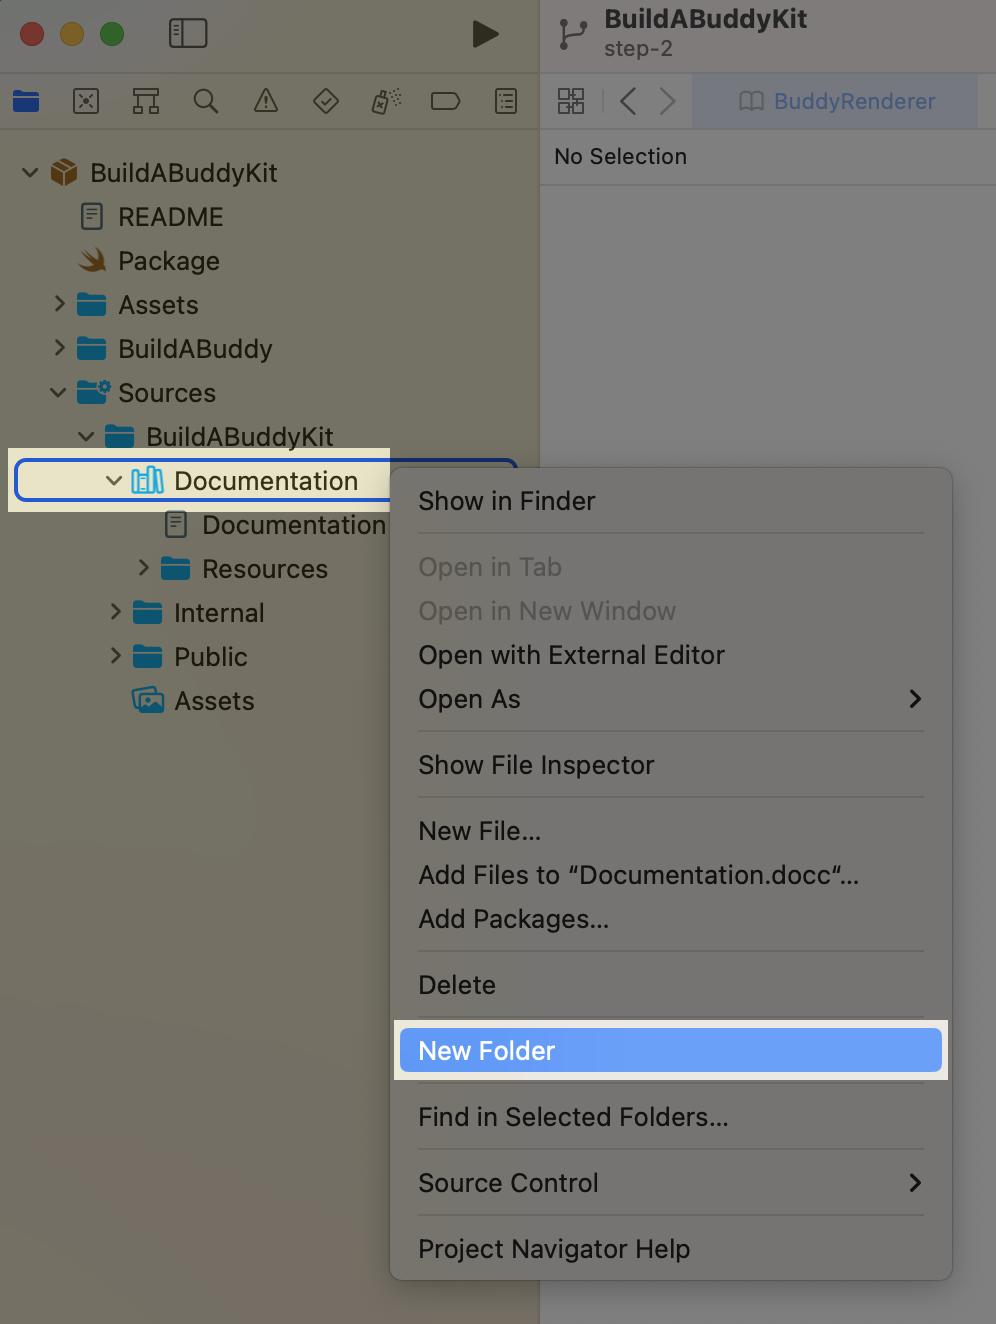 BuildABuddyKit
step-2
BuddyRenderer
No Selection
BuildABuddyKit
README
Package
Assets
BuildABuddy
Sources
BuildABuddyKit
Documentation
Documentation
Resources
Internal
Public
Assets
Show in Finder
Open in Tab
Open in New Window
Open with External Editor
Open As
Show File Inspector
New File...
Add Files to “Documentation.docc“...
Add Packages...
Delete
New Folder
Find in Selected Folders...
Source Control
Project Navigator Help